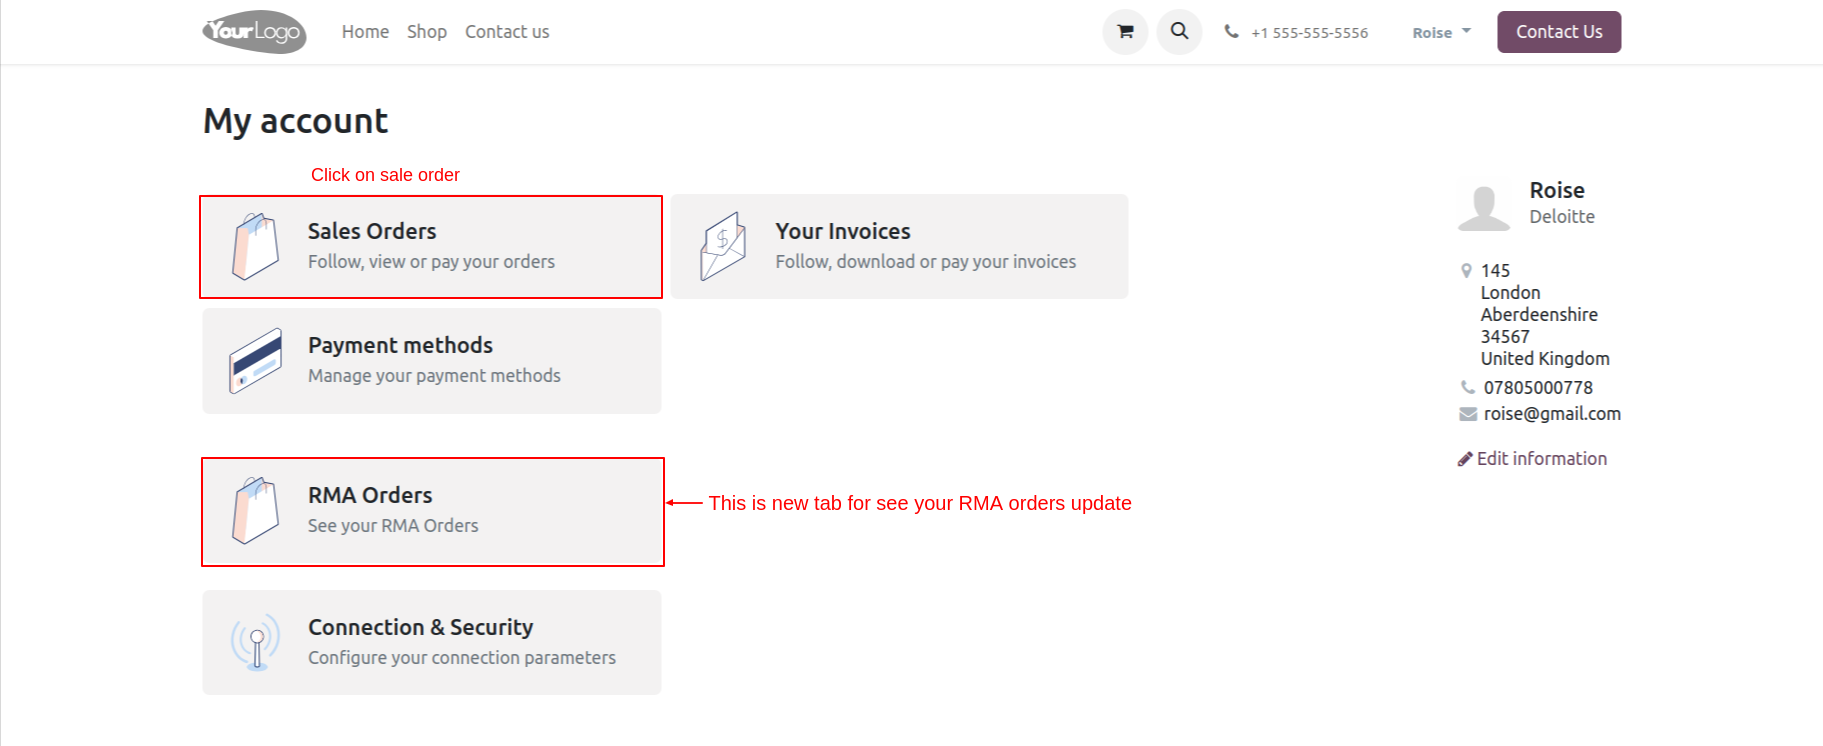 YourLogo
Home
Shop
Contact us
+1 555-555-5556
Roise
Contact Us
My account
Click on sale order
Sales Orders
Follow, view or pay your orders
Your Invoices
Follow, download or pay your invoices
Payment methods
Manage your payment methods
RMA Orders
See your RMA Orders
This is new tab for see your RMA orders update
Connection & Security
Configure your connection parameters
Roise
Deloitte
145
London
Aberdeenshire
34567
United Kingdom
07805000778
roise@gmail.com
Edit information